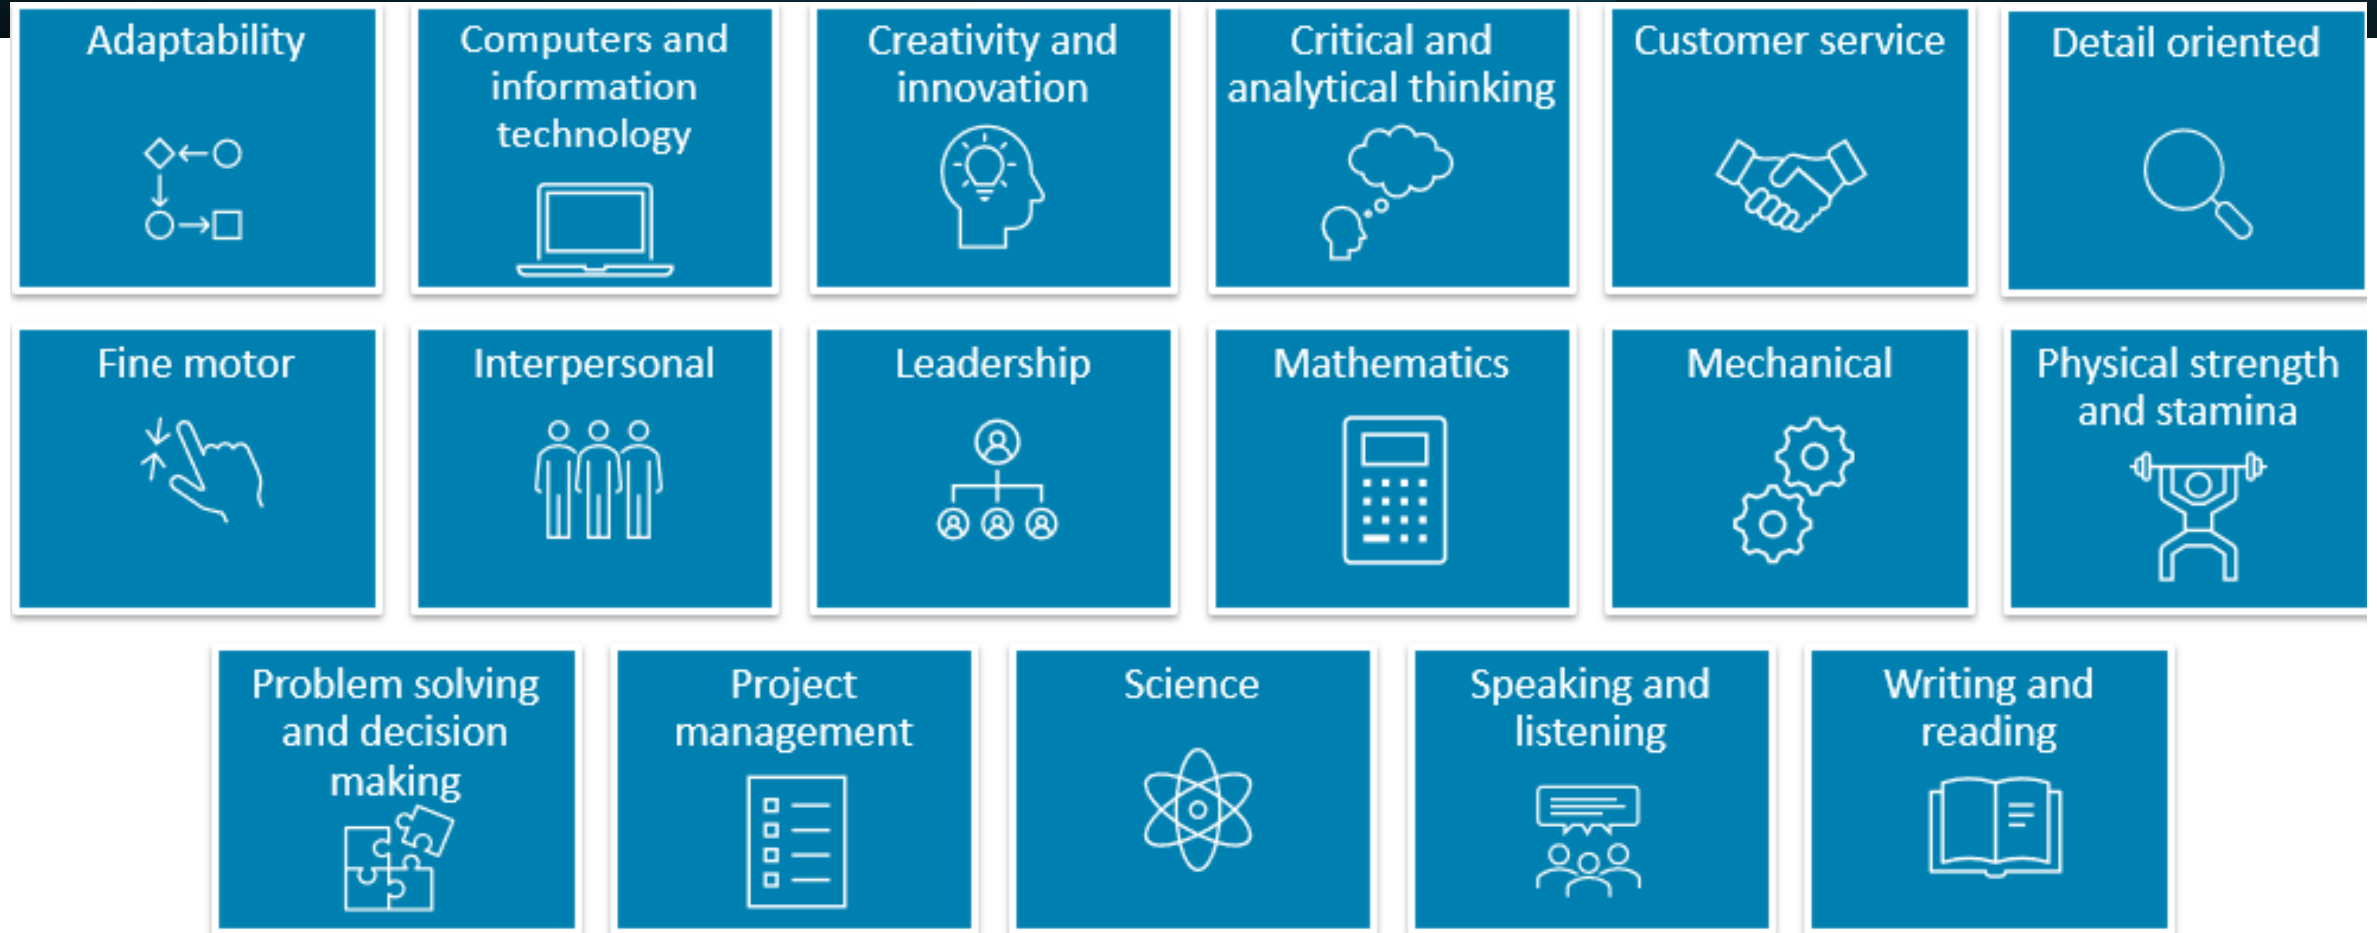 Adaptability
Computers and
information
technology
Creativity and
innovation
Critical and
analytical thinking
Customer service
Detail oriented
Fine motor
Interpersonal
Leadership
Mathematics
Mechanical
Physical strength
and stamina
Problem solving
and decision
making
Project
management
Science
Speaking and
listening
Writing and
reading